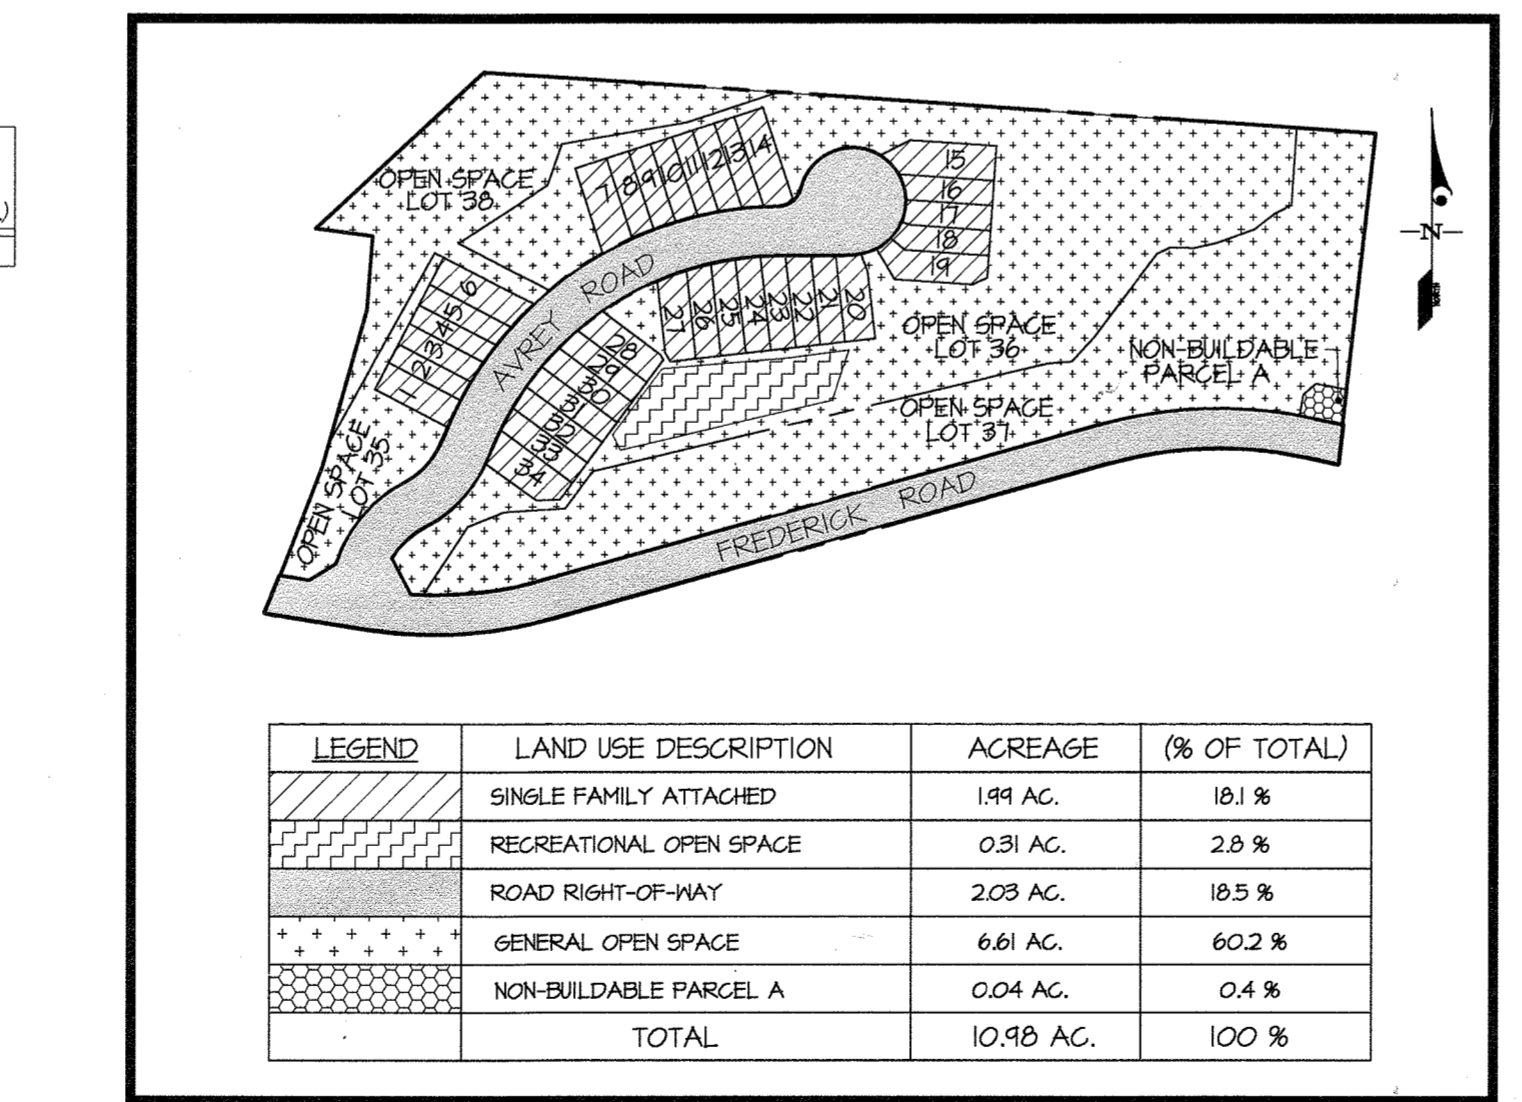 OPEN SPACE
LOT 38
7 8 9 10 11 12 13 14
15
16
17
18
19
6
5
4
3
2
1
AVREY ROAD
27 26 25 24 23 22 21 20
28
29
30
31
32
33
34
OPEN SPACE
LOT 36
NON-BUILDABLE
PARCEL A
OPEN SPACE
LOT 37
OPEN SPACE
LOT 35
FREDERICK ROAD
N
LEGEND LAND USE DESCRIPTION ACREAGE (% OF TOTAL)
SINGLE FAMILY ATTACHED 1.99 AC. 18.1 %
RECREATIONAL OPEN SPACE 0.31 AC. 2.8 %
ROAD RIGHT-OF-WAY 2.03 AC. 18.5 %
GENERAL OPEN SPACE 6.61 AC. 60.2 %
NON-BUILDABLE PARCEL A 0.04 AC. 0.4 %
TOTAL 10.98 AC. 100 %